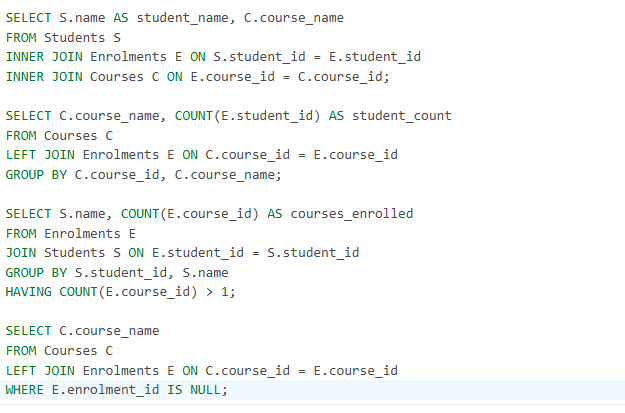 SELECT S.name AS student_name, C.course_name
FROM Students S
INNER JOIN Enrolments E ON S.student_id = E.student_id
INNER JOIN Courses C ON E.course_id = C.course_id;

SELECT C.course_name, COUNT(E.student_id) AS student_count
FROM Courses C
LEFT JOIN Enrolments E ON C.course_id = E.course_id
GROUP BY C.course_id, C.course_name;

SELECT S.name, COUNT(E.course_id) AS courses_enrolled
FROM Enrolments E
JOIN Students S ON E.student_id = S.student_id
GROUP BY S.student_id, S.name
HAVING COUNT(E.course_id) > 1;

SELECT C.course_name
FROM Courses C
LEFT JOIN Enrolments E ON C.course_id = E.course_id
WHERE E.enrolment_id IS NULL;